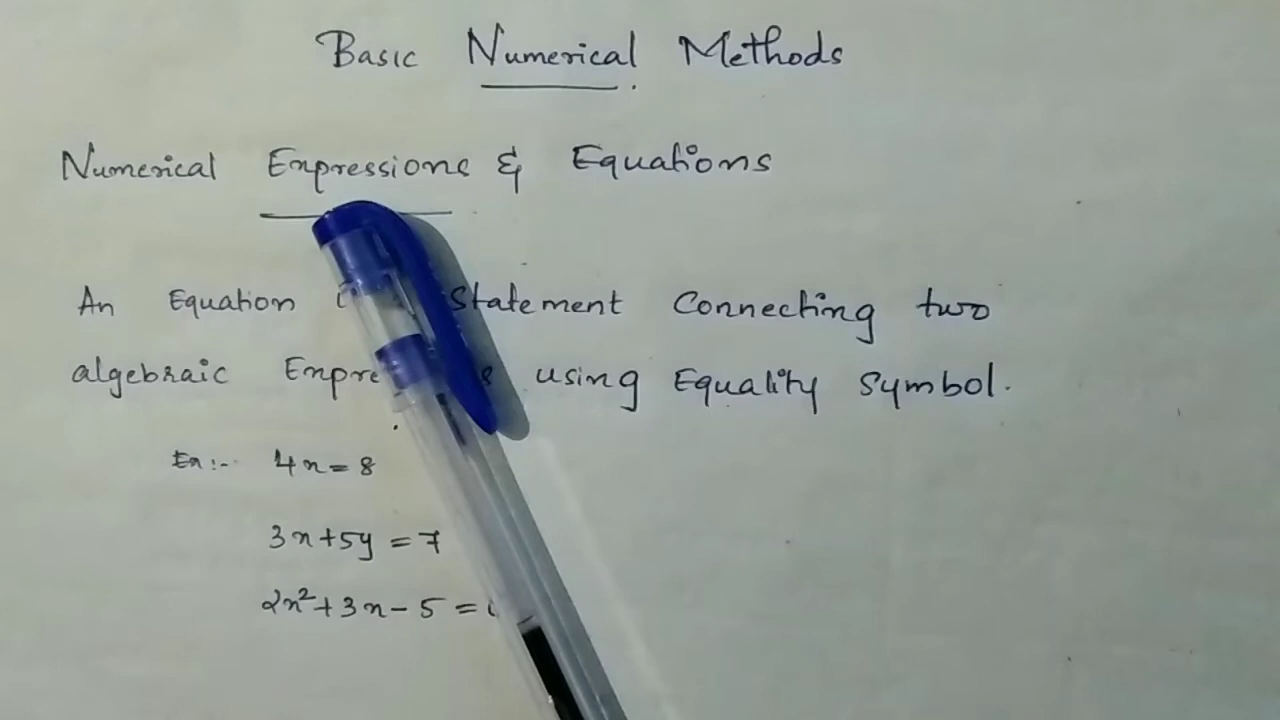 Basic Numerical Methods
Numerical Expressions & Equations
An Equation Statement Connecting two
algebraic using Equality Symbol.
Ex:- 4x = 8
3x + 5y = 7
2x² + 3x - 5 =